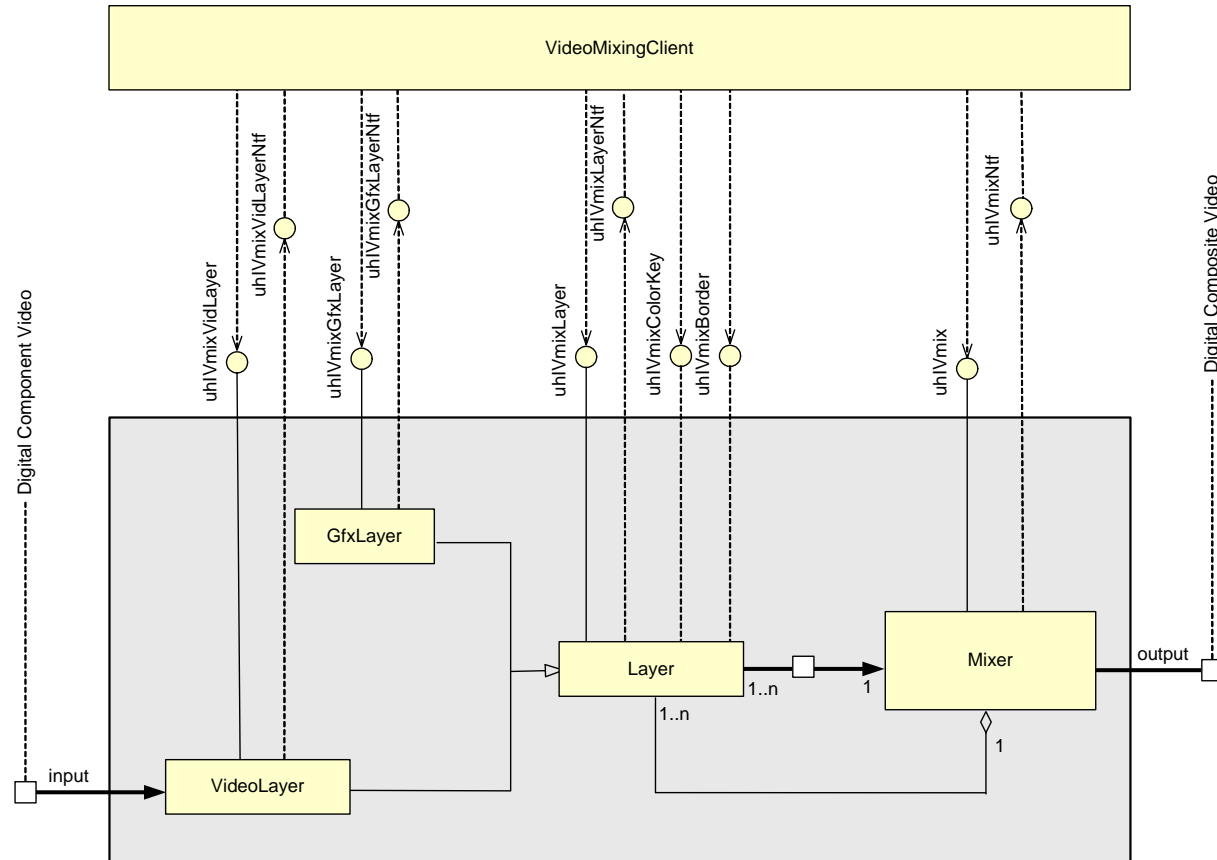 VideoMixingClient
uhIVmixVidLayer
uhIVmixVidLayerNtf
uhIVmixGfxLayer
uhIVmixGfxLayerNtf
uhIVmixLayer
uhIVmixLayerNtf
uhIVmixColorKey
uhIVmixBorder
uhIVmix
uhIVmixNtf
Digital Component Video
Digital Composite Video
GfxLayer
Layer
1..n
1
Mixer
output
1..n
1
input
VideoLayer